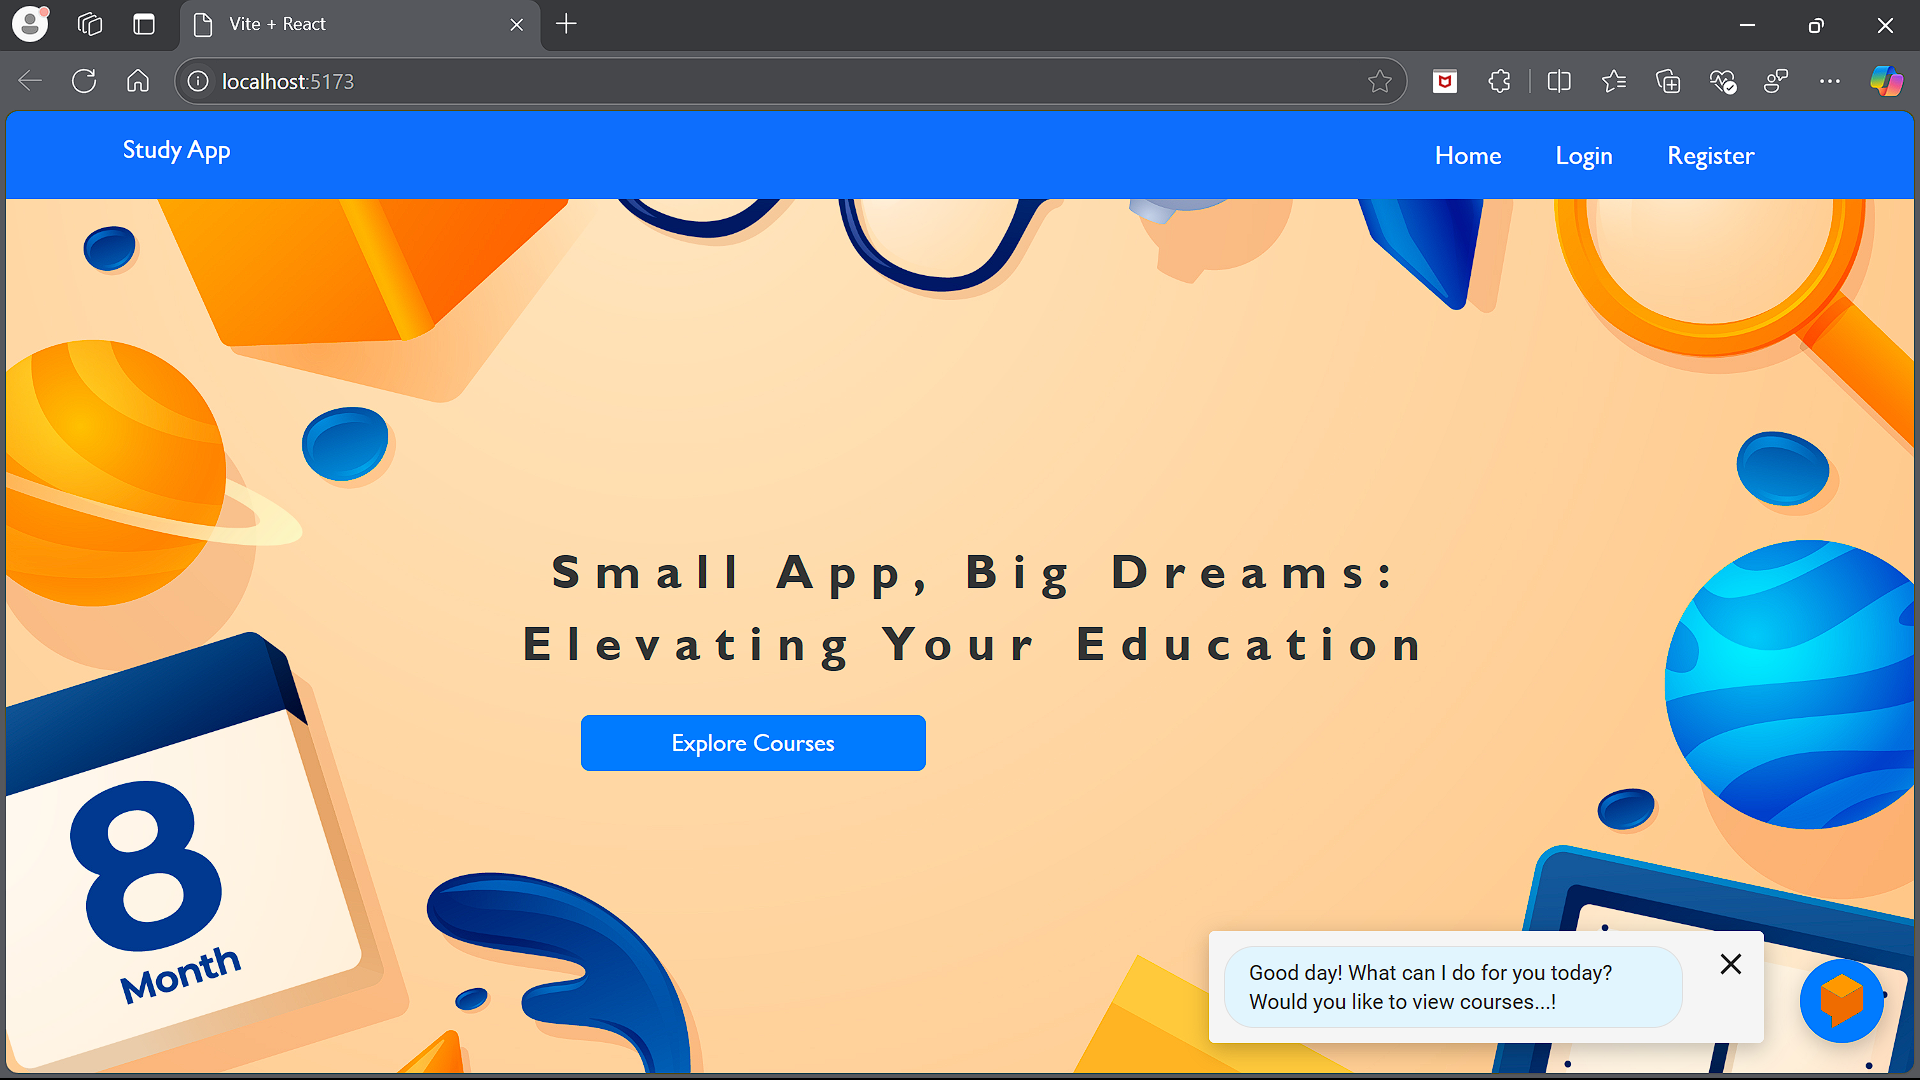 Vite + React
localhost:5173
Study App
Home
Login
Register
Small App, Big Dreams:
Elevating Your Education
Explore Courses
8
Month
Good day! What can I do for you today?
Would you like to view courses...!